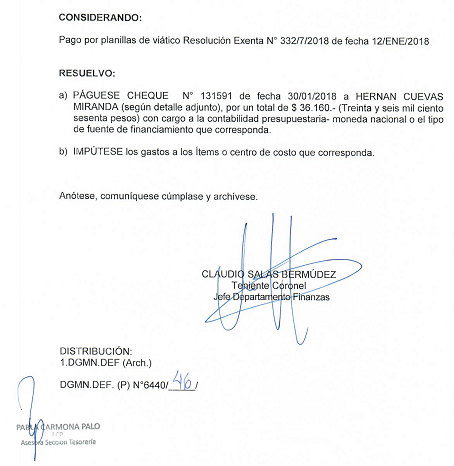 CONSIDERANDO:
Pago por planillas de viático Resolución Exenta N° 332/7/2018 de fecha 12/ENE/2018
RESUELVO:
a) PÁGUESE CHEQUE N° 131591 de fecha 30/01/2018 a HERNAN CUEVAS
MIRANDA (según detalle adjunto), por un total de $ 36.160.- (Treinta y seis mil ciento
sesenta pesos) con cargo a la contabilidad presupuestaria- moneda nacional o el tipo
de fuente de financiamiento que corresponda.
b) IMPÚTESE los gastos a los Ítems o centro de costo que corresponda.
Anótese, comuníquese cúmplase y archívese.
CLAUDIO SALAS BERMÚDEZ
Teniente Coronel
Jefe Departamento Finanzas
DISTRIBUCIÓN:
1.DGMN.DEF (Arch.)
DGMN.DEF. (P) N°6440/ 46 /
PAOLA CARMONA PALO
ECP
Asesora Sección Tesorería